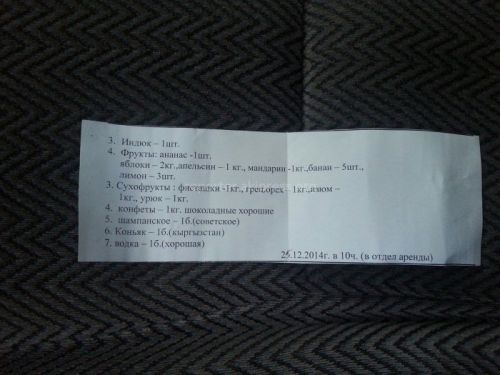 3. Индюк – 1шт.
4. Фрукты: ананас -1шт.
яблоки – 2кг.,апельсин – 1 кг., мандарин -1кг.,банан – 5шт.,
лимон – 3шт.
3. Сухофрукты : фисташки -1кг., грец.орех – 1кг.,изюм –
1кг., урюк – 1кг.
4. конфеты – 1кг. шоколадные хорошие
5. шампанское – 1б.(советское)
6. Коньяк – 1б.(кыргызстан)
7. водка – 1б.(хорошая)
25.12.2014г. в 10ч. (в отдел аренды)